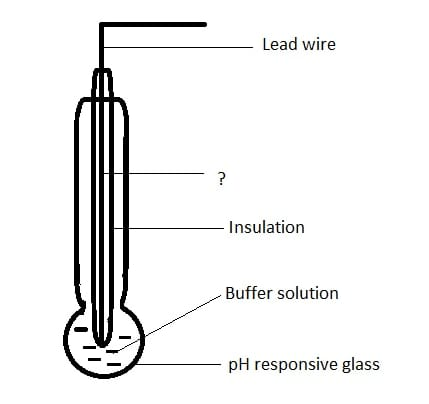 Lead wire
?
Insulation
Buffer solution
pH responsive glass